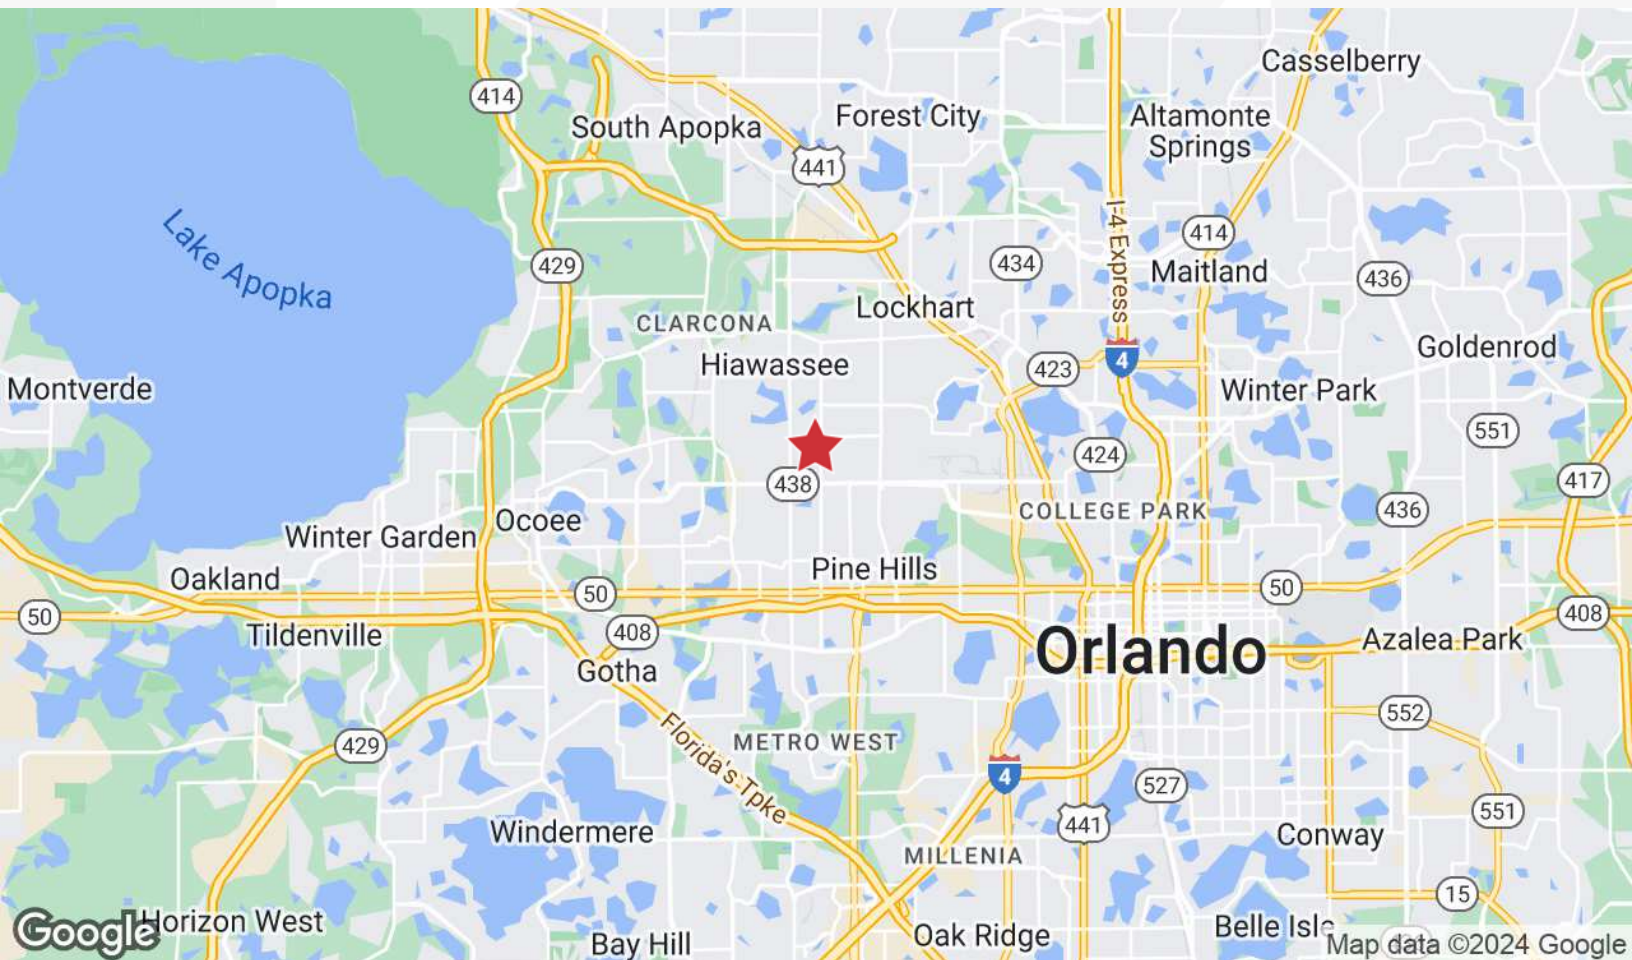 Casselberry
414
Forest City
Altamonte
Springs
South Apopka
441
I-4 Express
414
Lake Apopka
429
434
Maitland
436
Lockhart
CLARCONA
Goldenrod
4
Hiawassee
423
Montverde
Winter Park
551
424
438
417
COLLEGE PARK
436
Ocoee
Winter Garden
Pine Hills
Oakland
50
50
50
408
408
Tildenville
Azalea Park
Orlando
Gotha
552
Florida's Tpke
METRO WEST
429
4
527
551
441
Windermere
Conway
MILLENIA
15
Horizon West
Belle Isle
Oak Ridge
Bay Hill
Google
Map data ©2024 Google